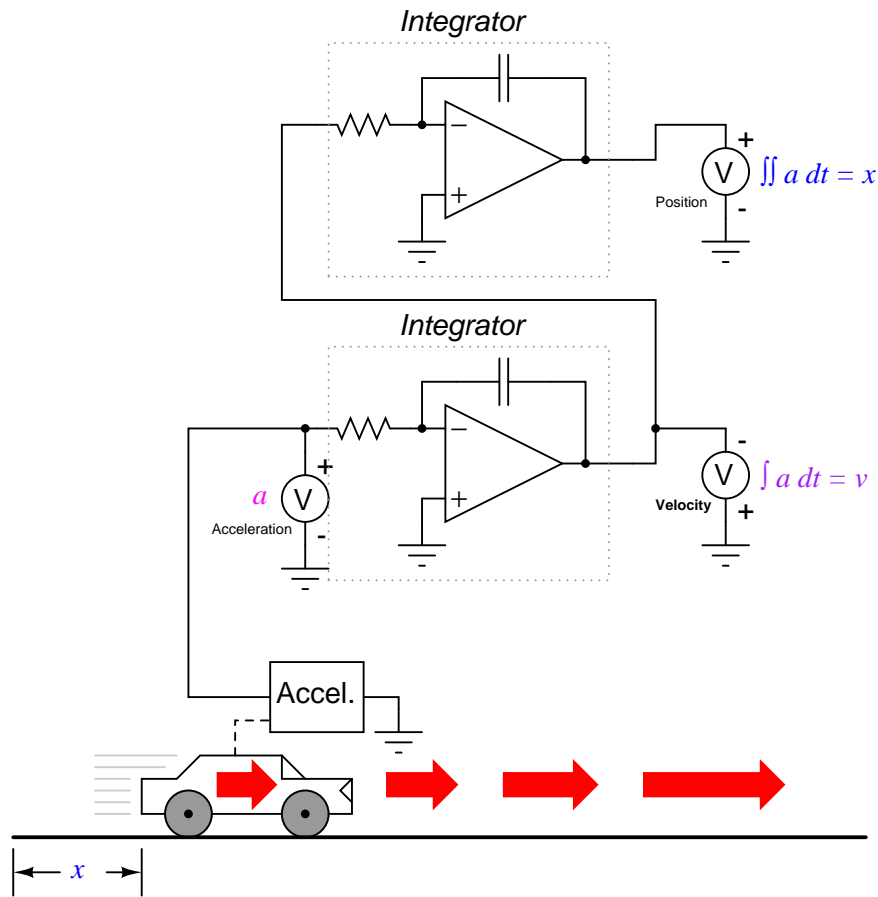 Integrator
−
+
+
V
-
∬ a dt = x
Position
Integrator
−
+
a
+
V
-
Acceleration
-
V
+
∫ a dt = v
Velocity
Accel.
x